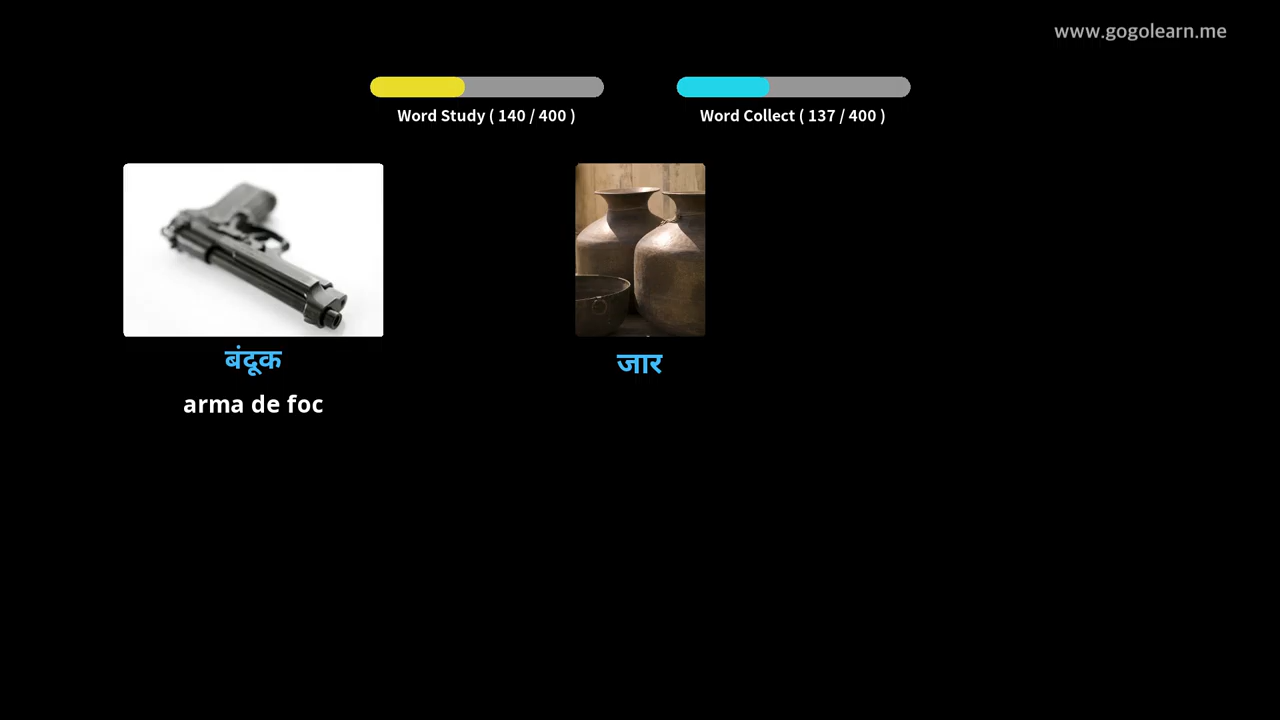 www.gogolearn.me
Word Study ( 140 / 400 )
Word Collect ( 137 / 400 )
बंदूक
जार
arma de foc